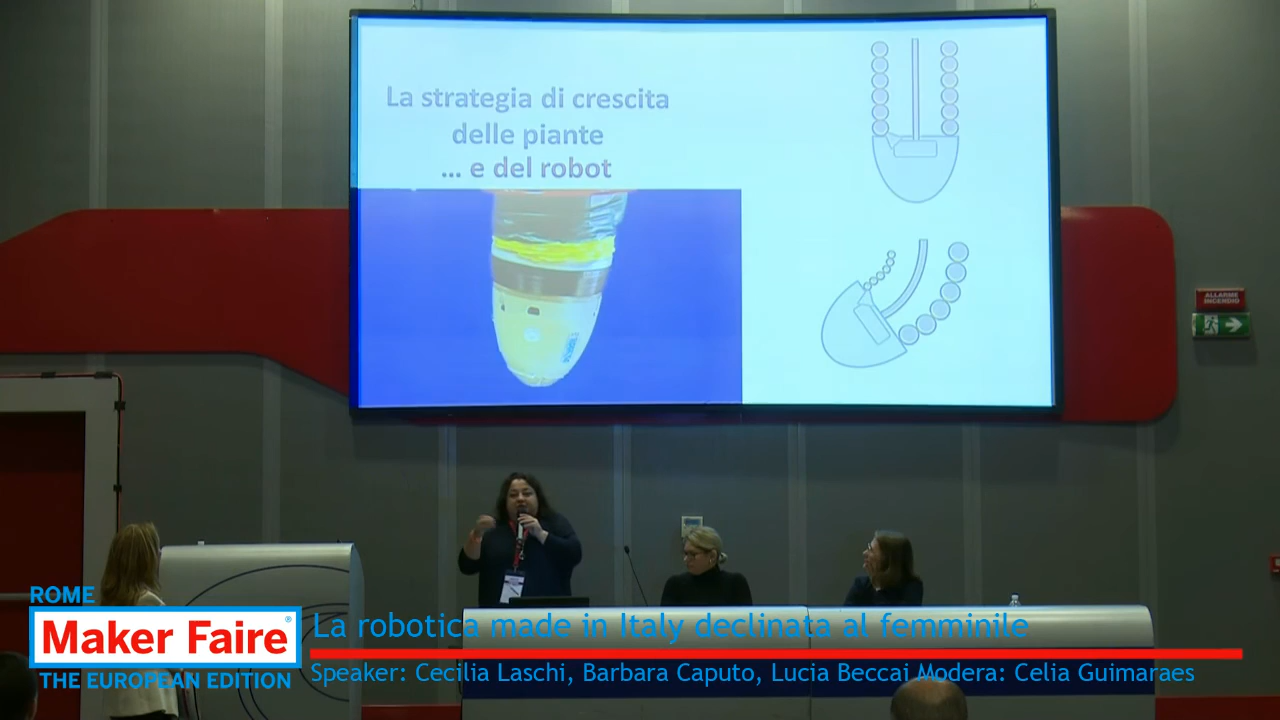 La strategia di crescita
delle piante
... e del robot
ALLARME
INCENDIO
ROME
Maker Faire®
THE EUROPEAN EDITION
La robotica made in Italy declinata al femminile
Speaker: Cecilia Laschi, Barbara Caputo, Lucia Beccai Modera: Celia Guimaraes